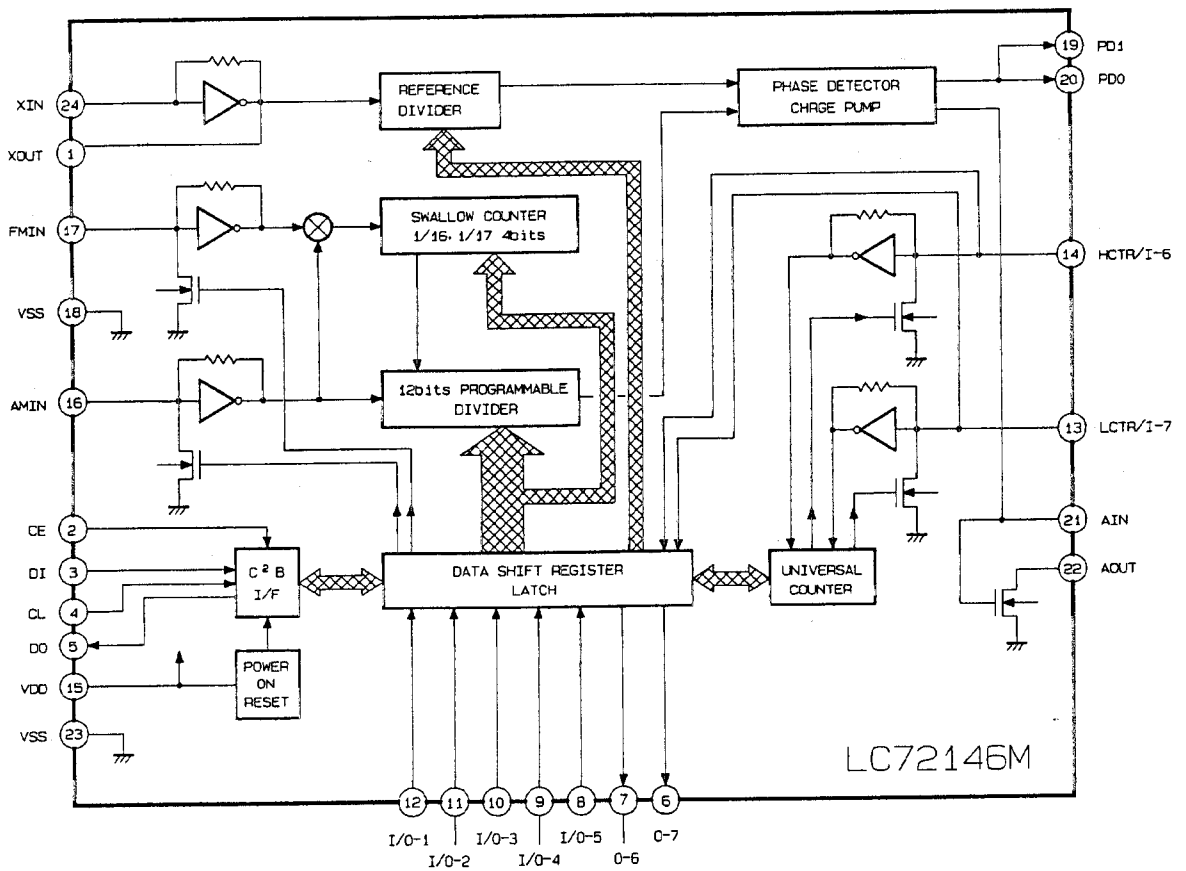 19 PD1
XIN 24
REFERENCE
DIVIDER
PHASE DETECTOR
CHRGE PUMP
20 PD0
XOUT 1
FMIN 17
SWALLOW COUNTER
1/16, 1/17 4bits
14 HCTR/I-6
VSS 18
AMIN 16
12bits PROGRAMMABLE
DIVIDER
13 LCTR/I-7
CE 2
21 AIN
DI 3
C²B
I/F
DATA SHIFT REGISTER
LATCH
UNIVERSAL
COUNTER
22 AOUT
CL 4
DO 5
POWER
ON
RESET
VDD 15
VSS 23
LC72146M
12 11 10 9 8 7 6
I/O-1 I/O-3 I/O-5 O-7
I/O-2 I/O-4 O-6